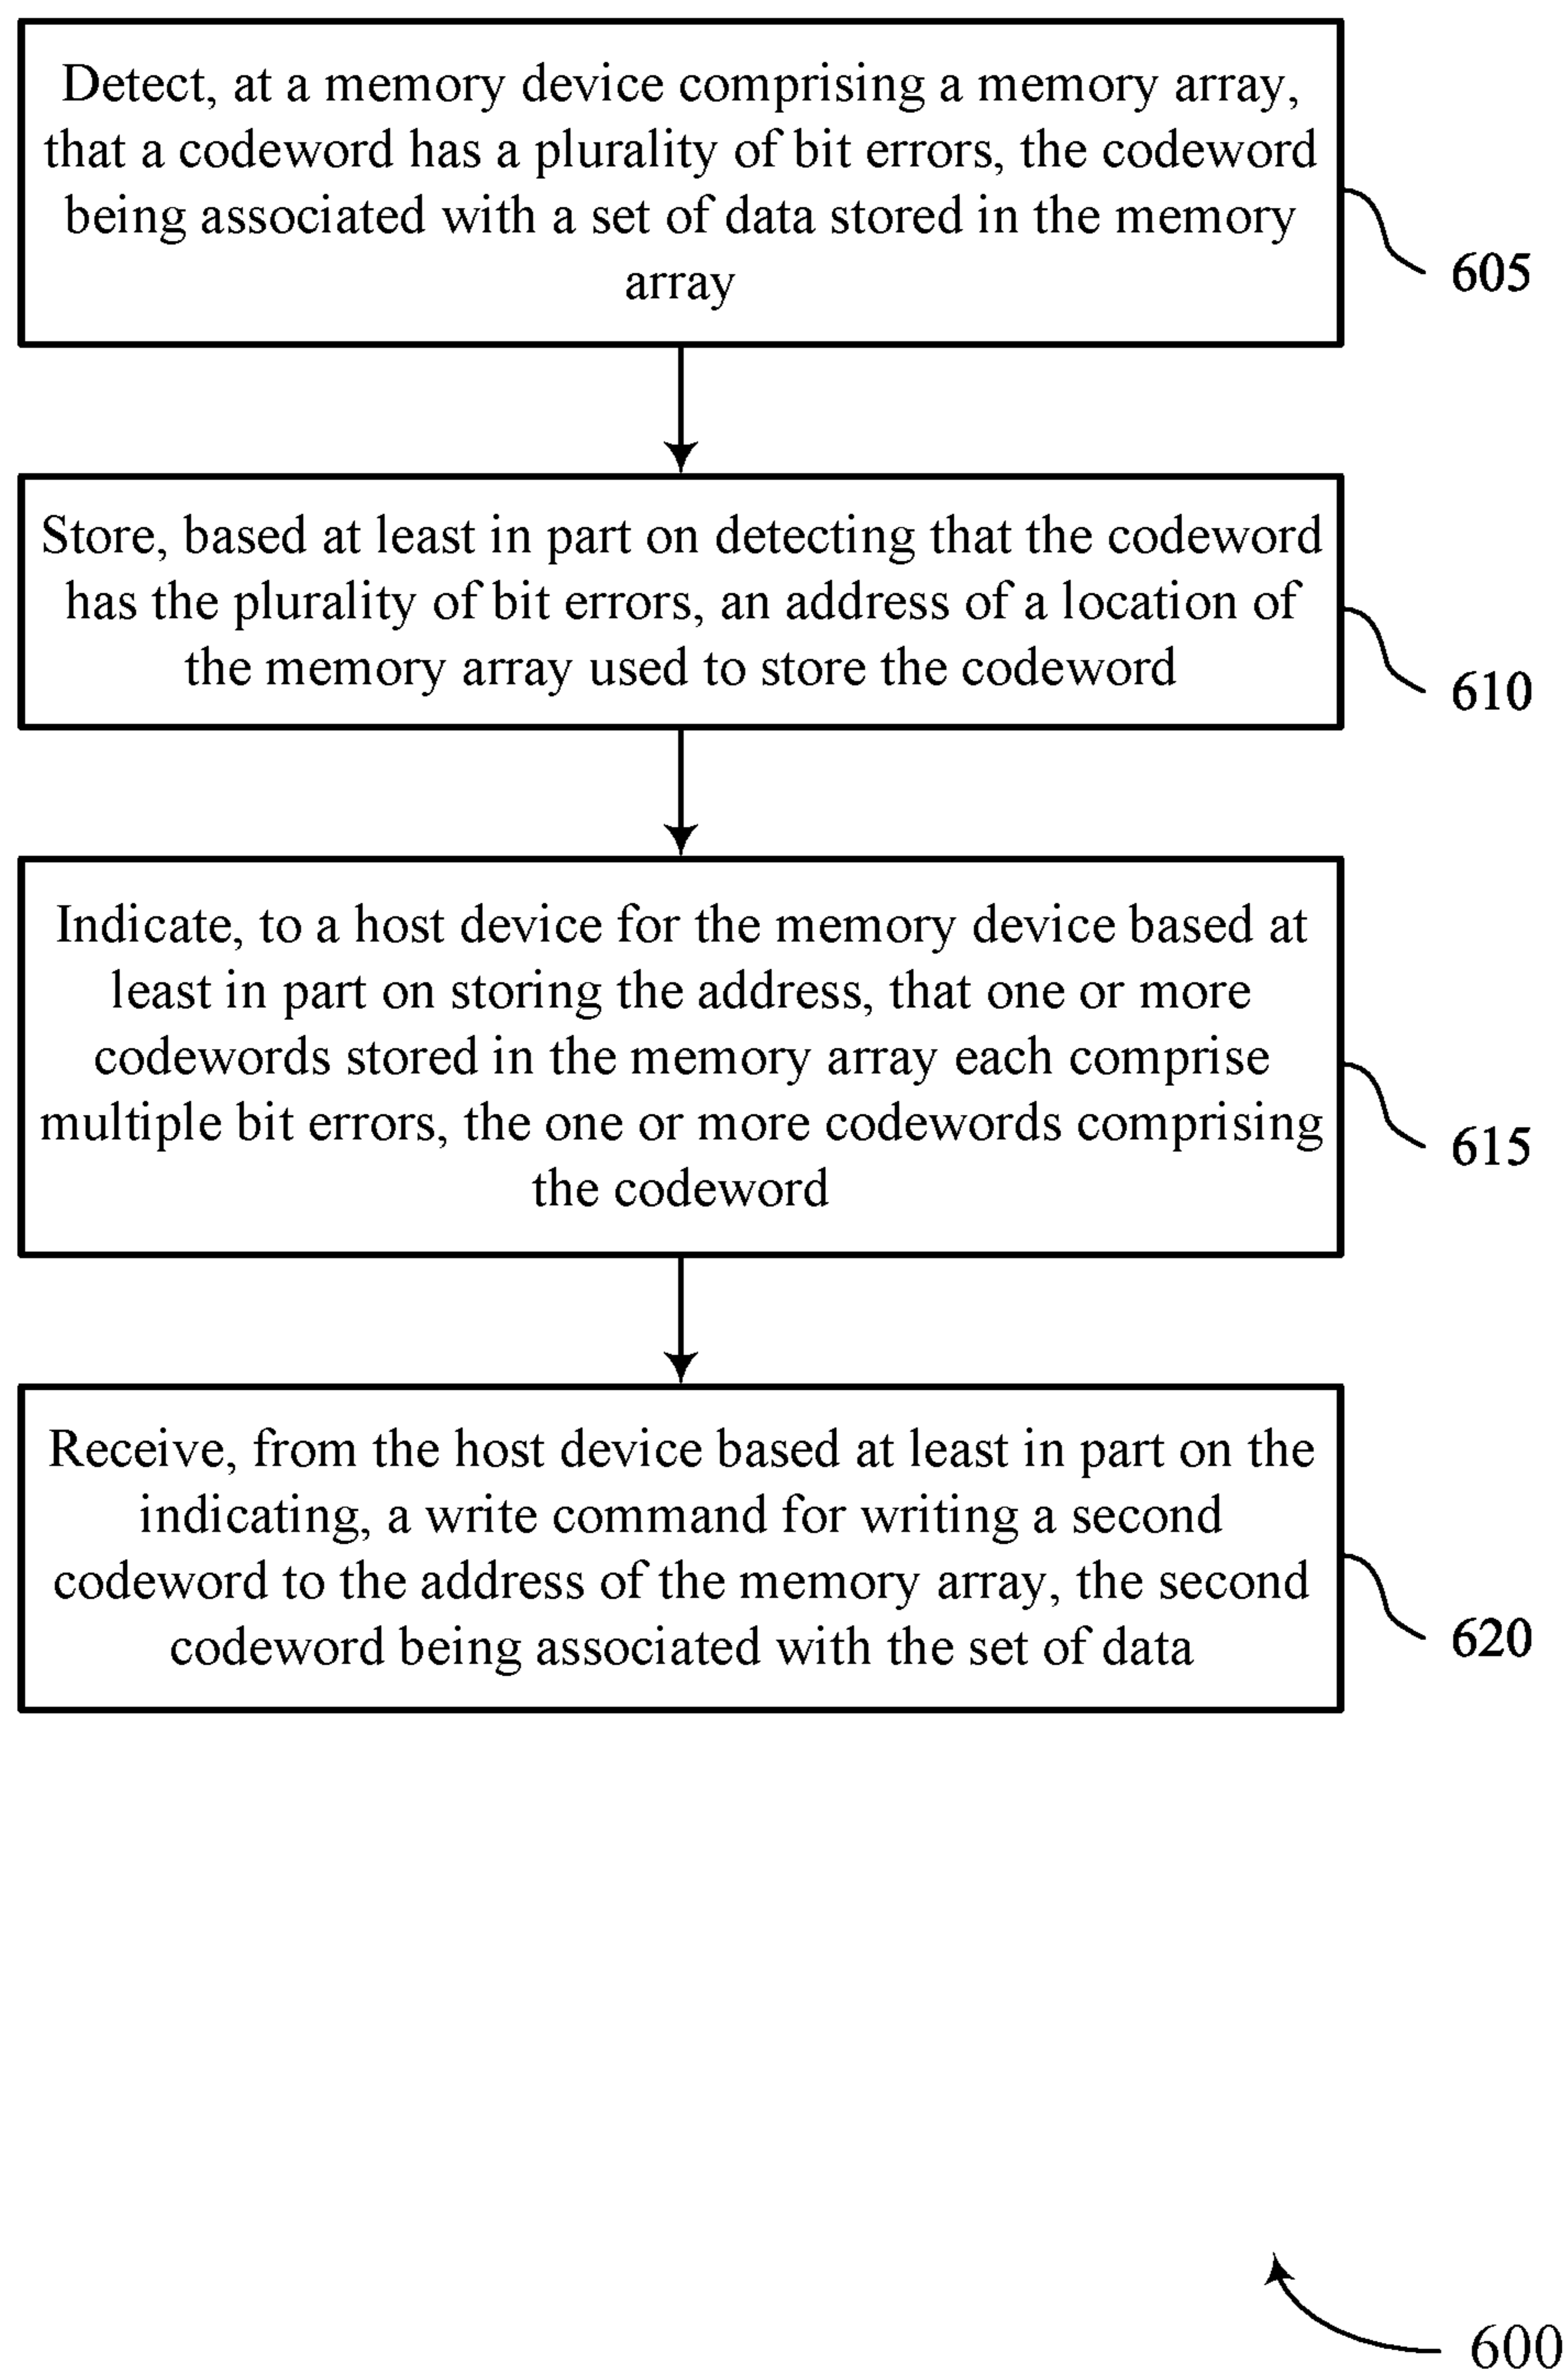 Detect, at a memory device comprising a memory array,
that a codeword has a plurality of bit errors, the codeword
being associated with a set of data stored in the memory
array
605
Store, based at least in part on detecting that the codeword
has the plurality of bit errors, an address of a location of
the memory array used to store the codeword
610
Indicate, to a host device for the memory device based at
least in part on storing the address, that one or more
codewords stored in the memory array each comprise
multiple bit errors, the one or more codewords comprising
the codeword
615
Receive, from the host device based at least in part on the
indicating, a write command for writing a second
codeword to the address of the memory array, the second
codeword being associated with the set of data
620
600